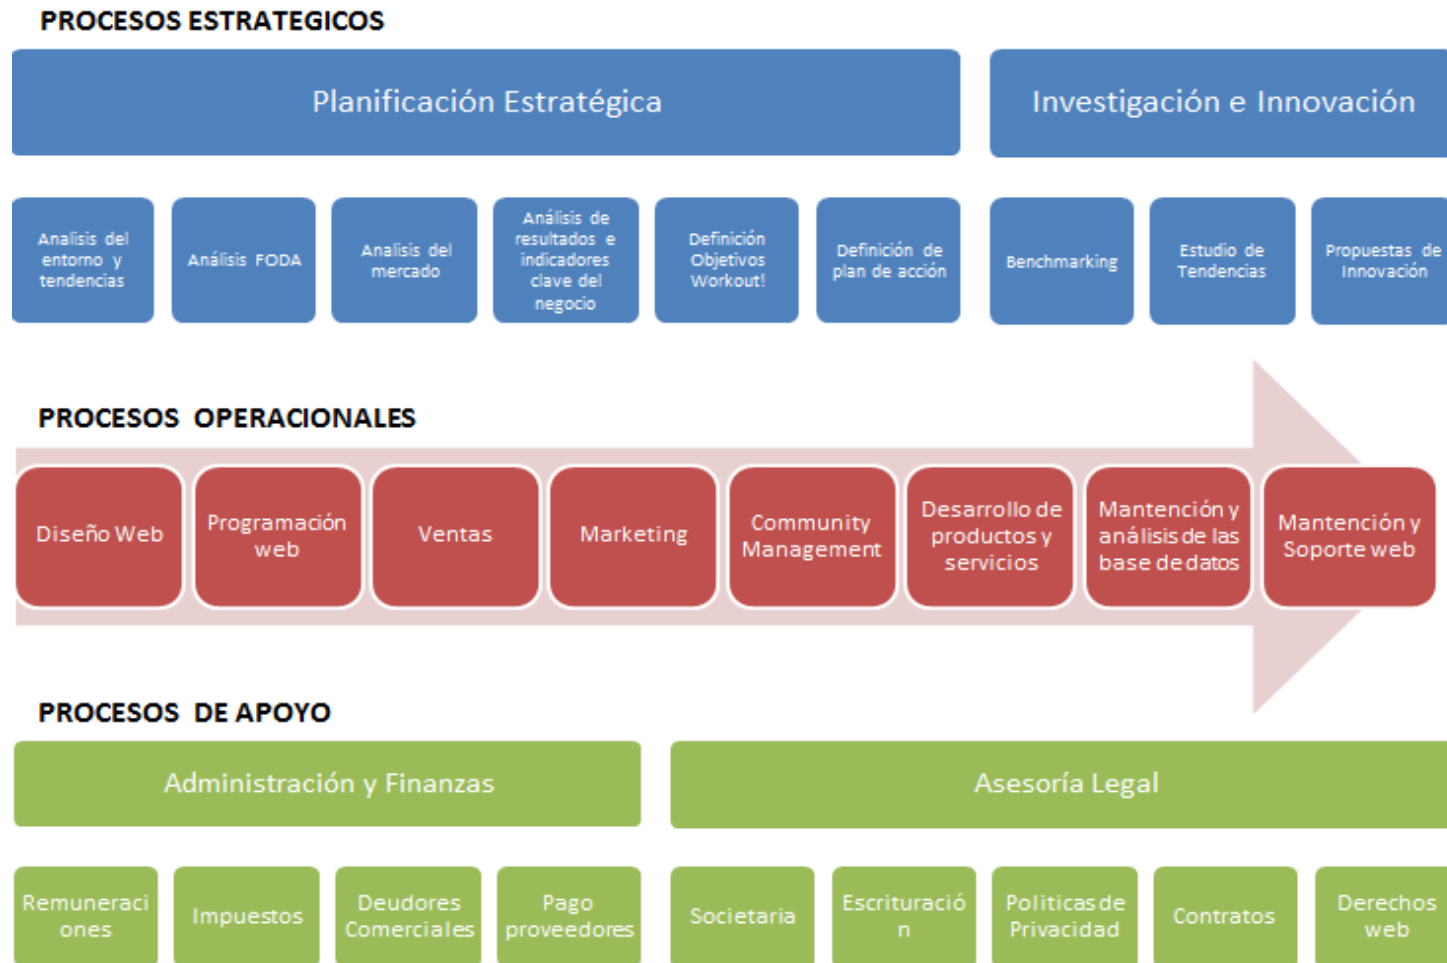 PROCESOS ESTRATEGICOS
Planificación Estratégica
Investigación e Innovación
Analisis del
entorno y
tendencias
Análisis FODA
Analisis del
mercado
Análisis de
resultados e
indicadores
clave del
negocio
Definición
Objetivos
Workout!
Definición de
plan de acción
Benchmarking
Estudio de
Tendencias
Propuestas de
Innovación
PROCESOS OPERACIONALES
Diseño Web
Programación
web
Ventas
Marketing
Community
Management
Desarrollo de
productos y
servicios
Mantención y
análisis de las
base de datos
Mantención y
Soporte web
PROCESOS DE APOYO
Administración y Finanzas
Asesoría Legal
Remuneraci
ones
Impuestos
Deudores
Comerciales
Pago
proveedores
Societaria
Escrituració
n
Politicas de
Privacidad
Contratos
Derechos
web